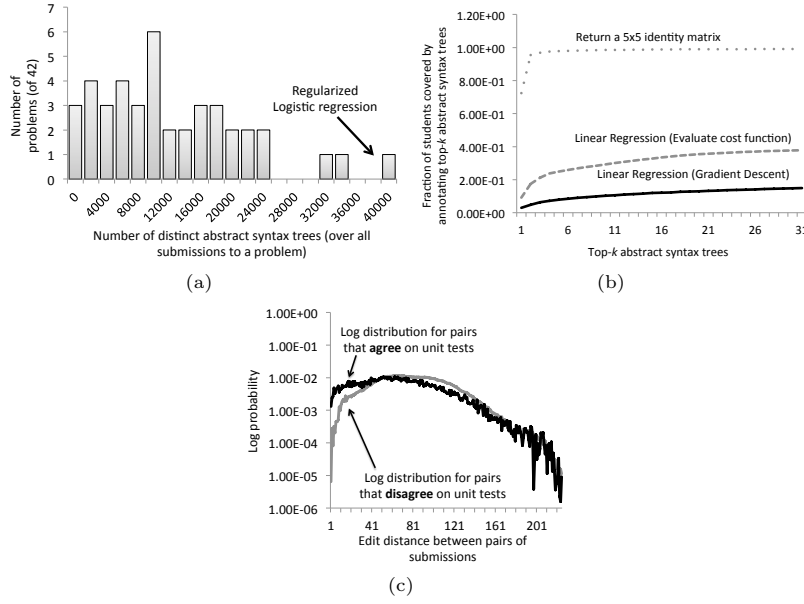 7
6
5
4
3
2
1
0
Number of
problems (of 42)
Regularized
Logistic regression
0
4000
8000
12000
16000
20000
24000
28000
32000
36000
40000
Number of distinct abstract syntax trees (over all
submissions to a problem)
(a)
1.20E+00
1.00E+00
8.00E-01
6.00E-01
4.00E-01
2.00E-01
0.00E+00
Fraction of students covered by
annotating top-k abstract syntax trees
Return a 5x5 identity matrix
Linear Regression (Evaluate cost function)
Linear Regression (Gradient Descent)
1 6 11 16 21 26 31
Top-k abstract syntax trees
(b)
1.00E+00
1.00E-01
1.00E-02
1.00E-03
1.00E-04
1.00E-05
1.00E-06
Log probability
Log distribution for pairs
that agree on unit tests
Log distribution for pairs
that disagree on unit tests
1 41 81 121 161 201
Edit distance between pairs of
submissions
(c)